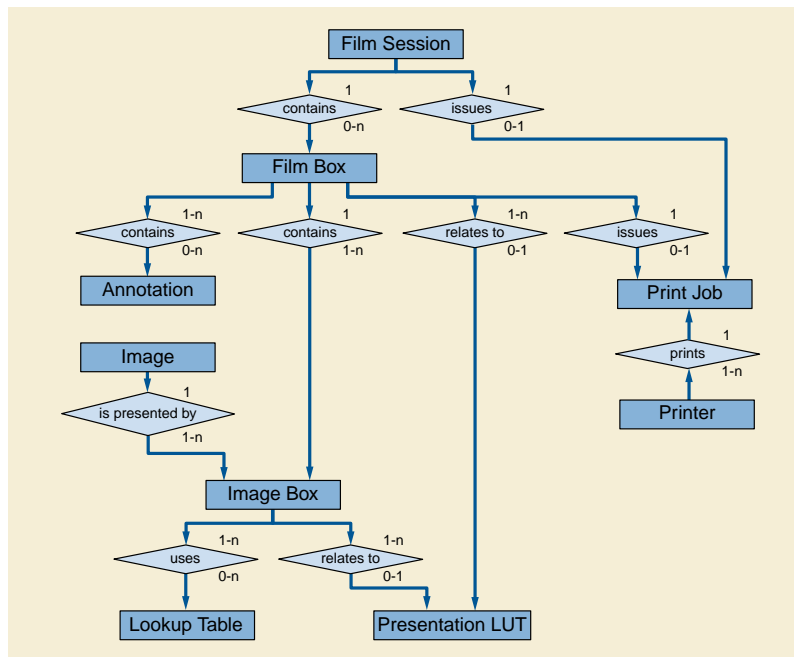 Film Session
1
1
contains
issues
0-n
0-1
Film Box
1-n
1
1-n
1
contains
contains
relates to
issues
0-n
1-n
0-1
0-1
Annotation
Print Job
1
Image
prints
1-n
1
is presented by
Printer
1-n
Image Box
1-n
1-n
uses
relates to
0-n
0-1
Lookup Table
Presentation LUT